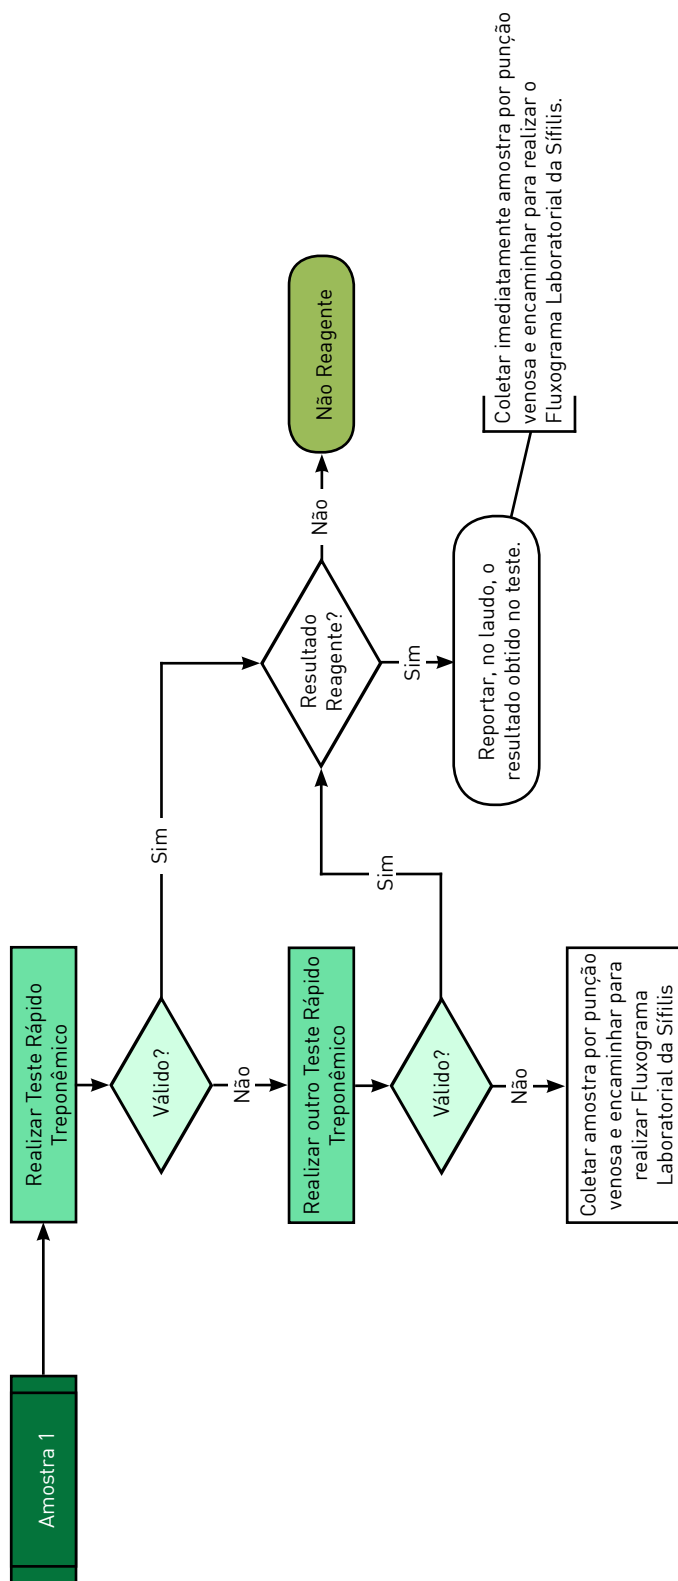 Amostra 1
Realizar Teste Rápido
Treponêmico
Válido?
Sim
Não
Realizar outro Teste Rápido
Treponêmico
Válido?
Sim
Não
Coletar amostra por punção
venosa e encaminhar para
realizar Fluxograma
Laboratorial da Sífilis
Resultado
Reagente?
Não
Não Reagente
Sim
Reportar, no laudo, o
resultado obtido no teste.
Coletar imediatamente amostra por punção
venosa e encaminhar para realizar o
Fluxograma Laboratorial da Sífilis.